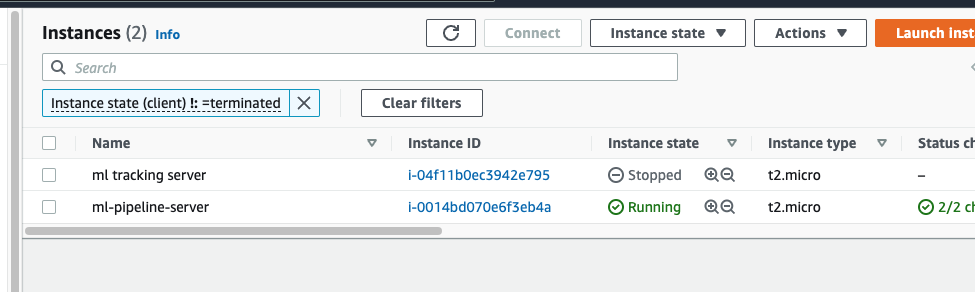 Instances (2) Info
Connect Instance state Actions Launch inst
Search
Instance state (client) !: =terminated Clear filters
Name Instance ID Instance state Instance type Status ch
ml tracking server i-04f11b0ec3942e795 Stopped t2.micro –
ml-pipeline-server i-0014bd070e6f3eb4a Running t2.micro 2/2 ch